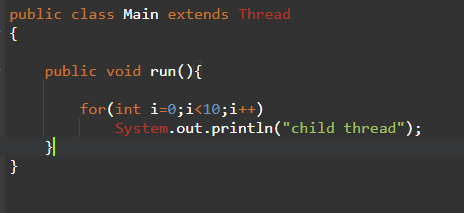 public class Main extends Thread
{
public void run(){
for(int i=0;i<10;i++)
System.out.println("child thread");
}
}